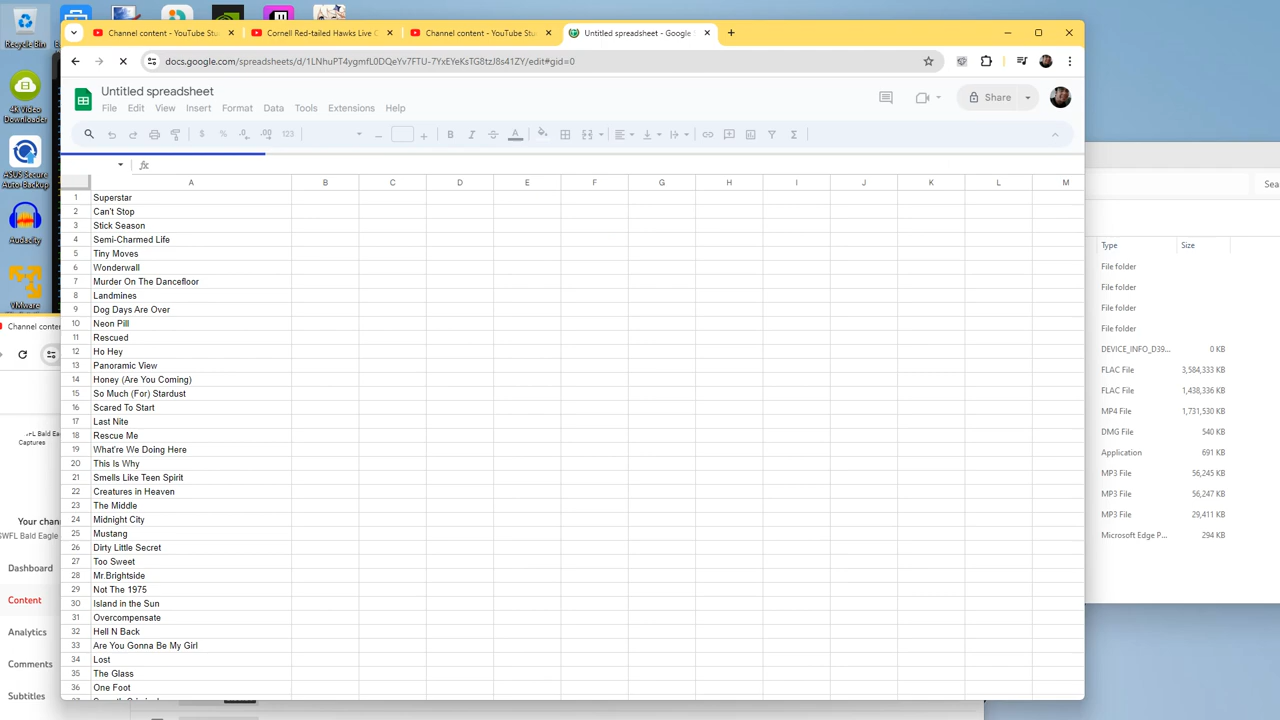 Recycle Bin
4K Video
Downloader
ASUS Secure
Auto-Backup
Audacity
VMware
Channel content - YouTube Stu
Cornell Red-tailed Hawks Live C
Channel content - YouTube Stu
Untitled spreadsheet - Google
docs.google.com/spreadsheets/d/1LNhuPT4ygmfL0DQeYv7FTU-7YxEYeKsTG8tzJ8s41ZY/edit#gid=0
Untitled spreadsheet
File Edit View Insert Format Data Tools Extensions Help
Share
$ % .0 .00 123
B I A
fx
A B C D E F G H I J K L M
1 Superstar
2 Can't Stop
3 Stick Season
4 Semi-Charmed Life
5 Tiny Moves
6 Wonderwall
7 Murder On The Dancefloor
8 Landmines
9 Dog Days Are Over
10 Neon Pill
11 Rescued
12 Ho Hey
13 Panoramic View
14 Honey (Are You Coming)
15 So Much (For) Stardust
16 Scared To Start
17 Last Nite
18 Rescue Me
19 What're We Doing Here
20 This Is Why
21 Smells Like Teen Spirit
22 Creatures in Heaven
23 The Middle
24 Midnight City
25 Mustang
26 Dirty Little Secret
27 Too Sweet
28 Mr.Brightside
29 Not The 1975
30 Island in the Sun
31 Overcompensate
32 Hell N Back
33 Are You Gonna Be My Girl
34 Lost
35 The Glass
36 One Foot
Channel conten
FL Bald Ea
Captures
Your chan
SWFL Bald Eagle
Dashboard
Content
Analytics
Comments
Subtitles
Sea
Type Size
File folder
File folder
File folder
File folder
DEVICE_INFO_D39... 0 KB
FLAC File 3,584,333 KB
FLAC File 1,438,336 KB
MP4 File 1,731,530 KB
DMG File 540 KB
Application 691 KB
MP3 File 56,245 KB
MP3 File 56,247 KB
MP3 File 29,411 KB
Microsoft Edge P... 294 KB